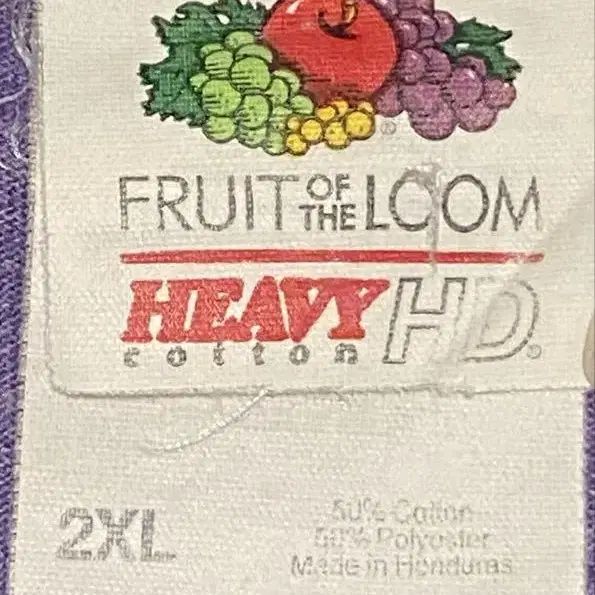 FRUIT OF THE LOOM
HEAVY HD®
cotton
2XL
50% Cotton
50% Polyester
Made in Honduras